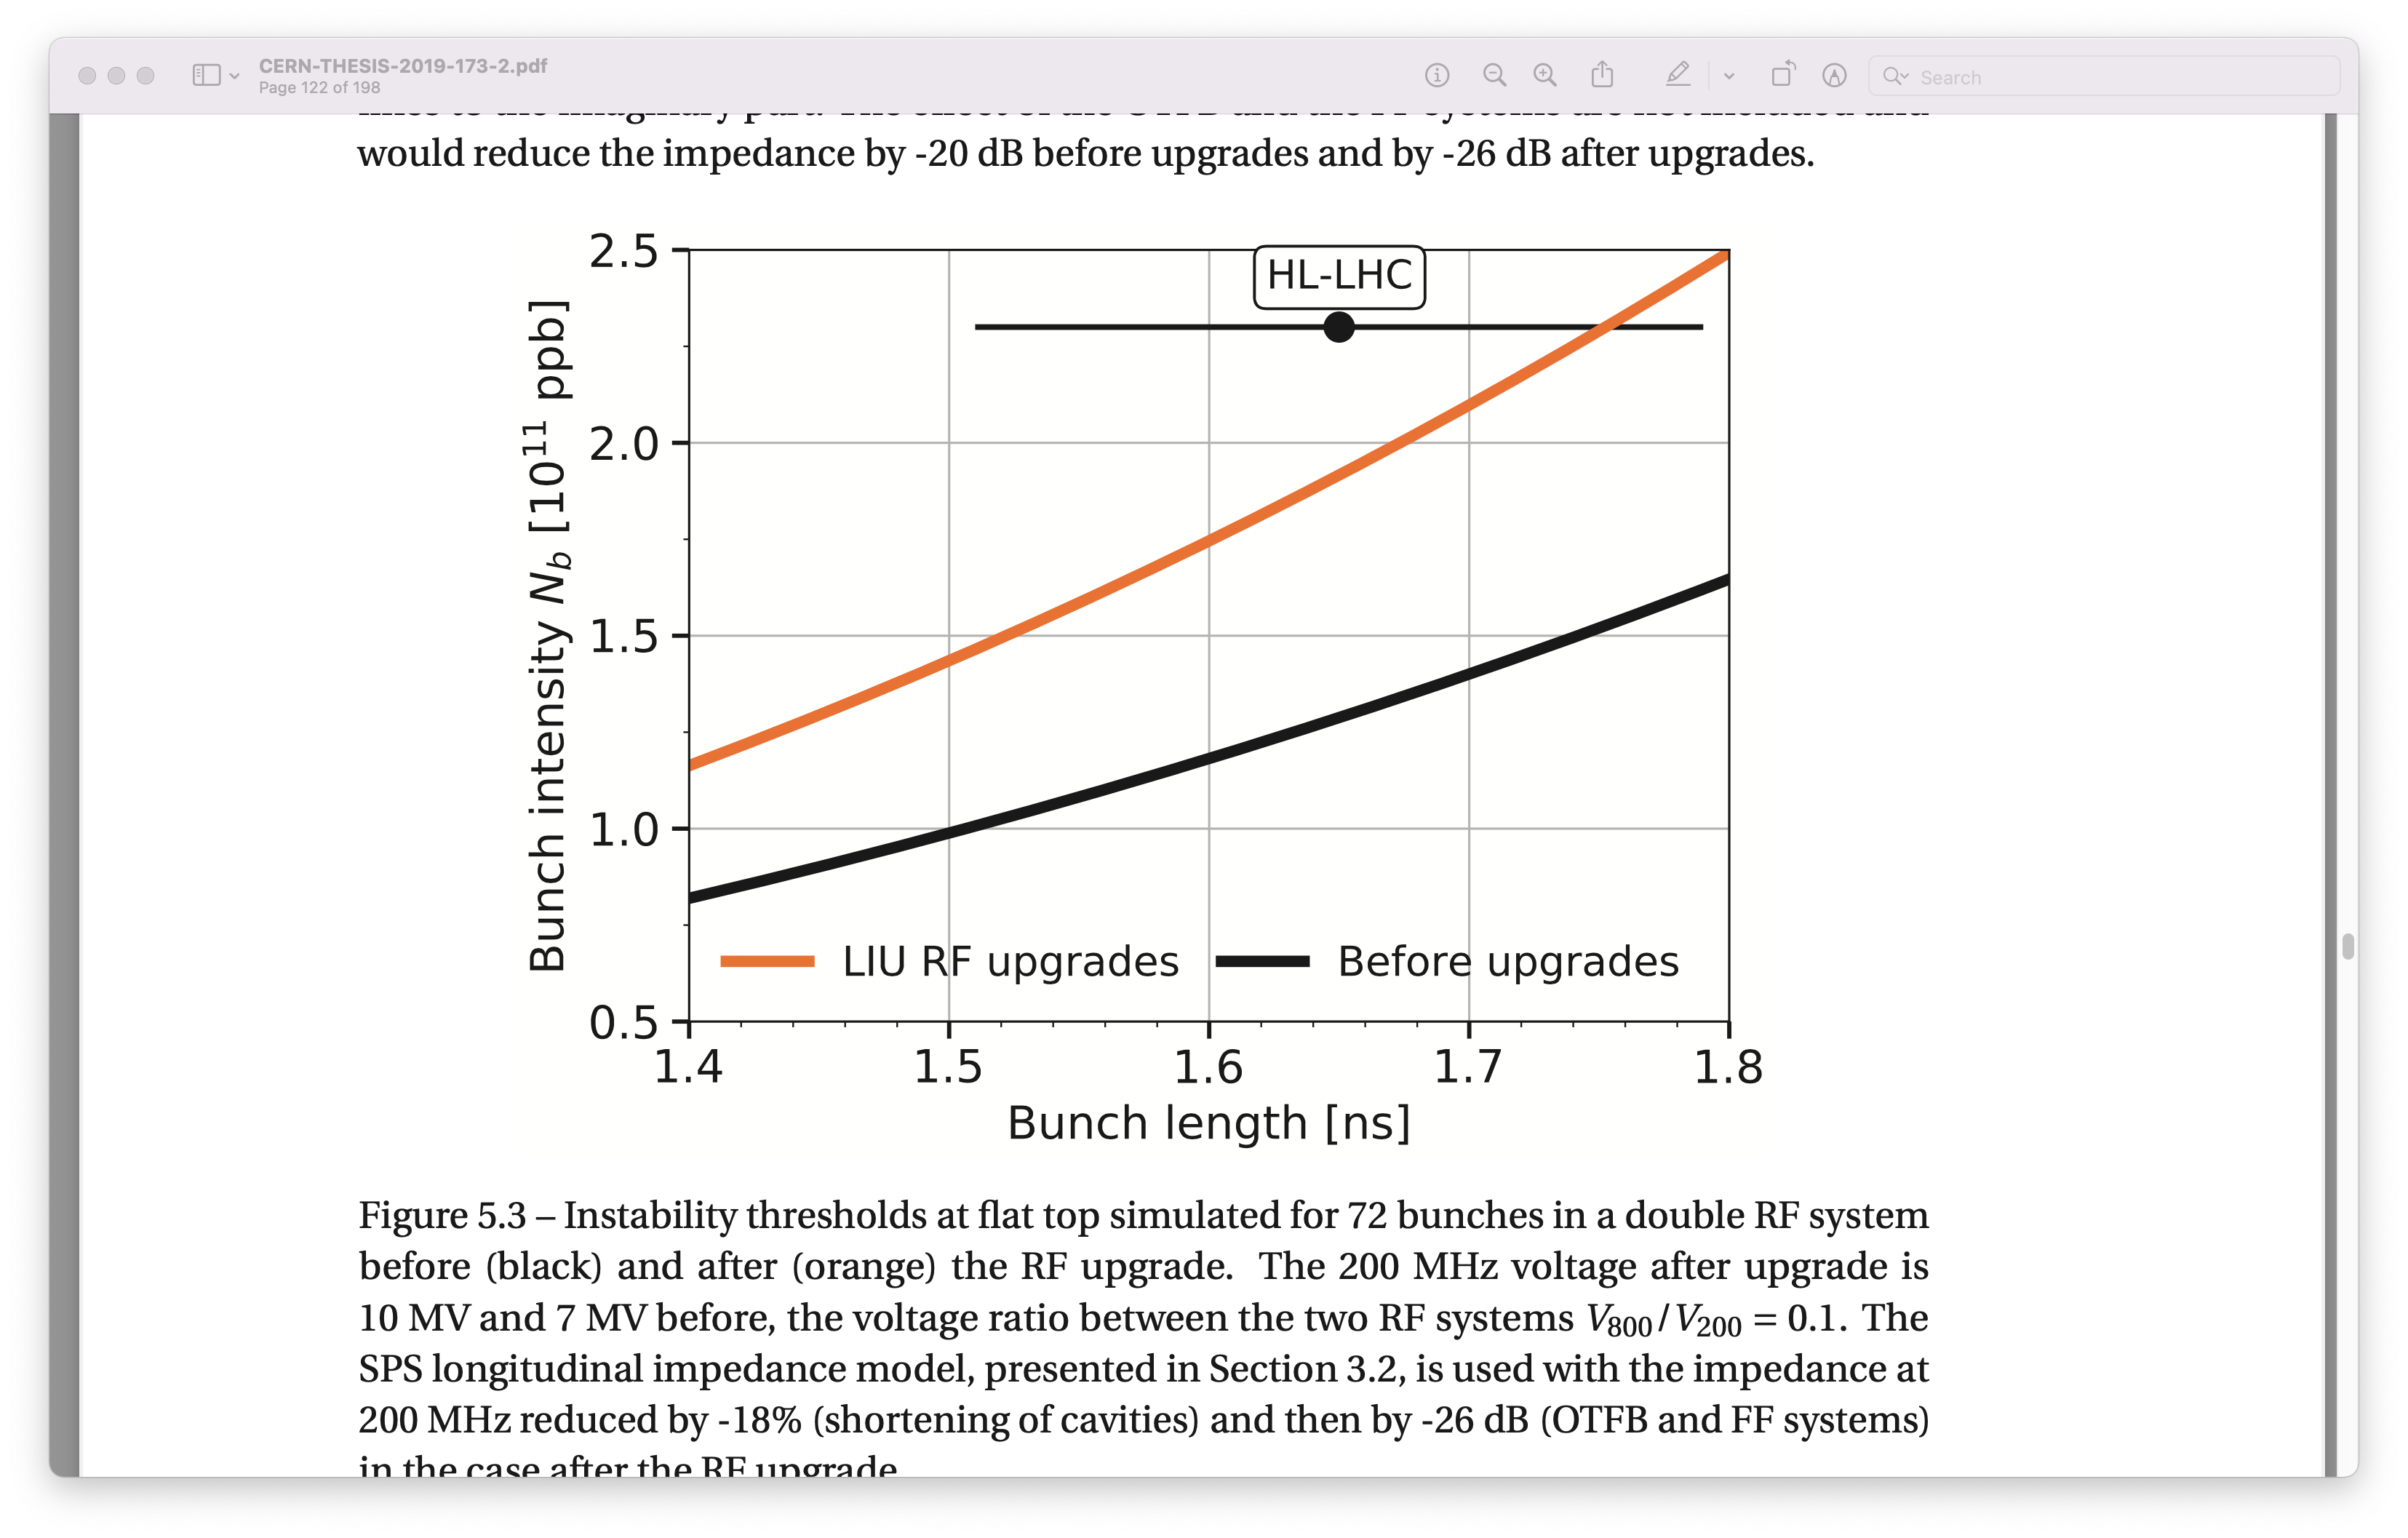 CERN-THESIS-2019-173-2.pdf
Page 122 of 198
Search
would reduce the impedance by -20 dB before upgrades and by -26 dB after upgrades.
2.5
HL-LHC
2.0
1.5
1.0
0.5
Bunch intensity N_b [10^11 ppb]
LIU RF upgrades
Before upgrades
1.4 1.5 1.6 1.7 1.8
Bunch length [ns]
Figure 5.3 – Instability thresholds at flat top simulated for 72 bunches in a double RF system
before (black) and after (orange) the RF upgrade. The 200 MHz voltage after upgrade is
10 MV and 7 MV before, the voltage ratio between the two RF systems V_800/V_200 = 0.1. The
SPS longitudinal impedance model, presented in Section 3.2, is used with the impedance at
200 MHz reduced by -18% (shortening of cavities) and then by -26 dB (OTFB and FF systems)
in the case after the RF upgrade